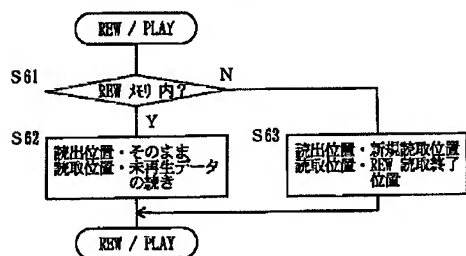 REW / PLAY
S61
REW メモリ 内?
N
Y
S62
読出位置・そのまま
読取位置・未再生データ
の続き
S63
読出位置・新規読取位置
読取位置・REW 読取終了
位置
REW / PLAY